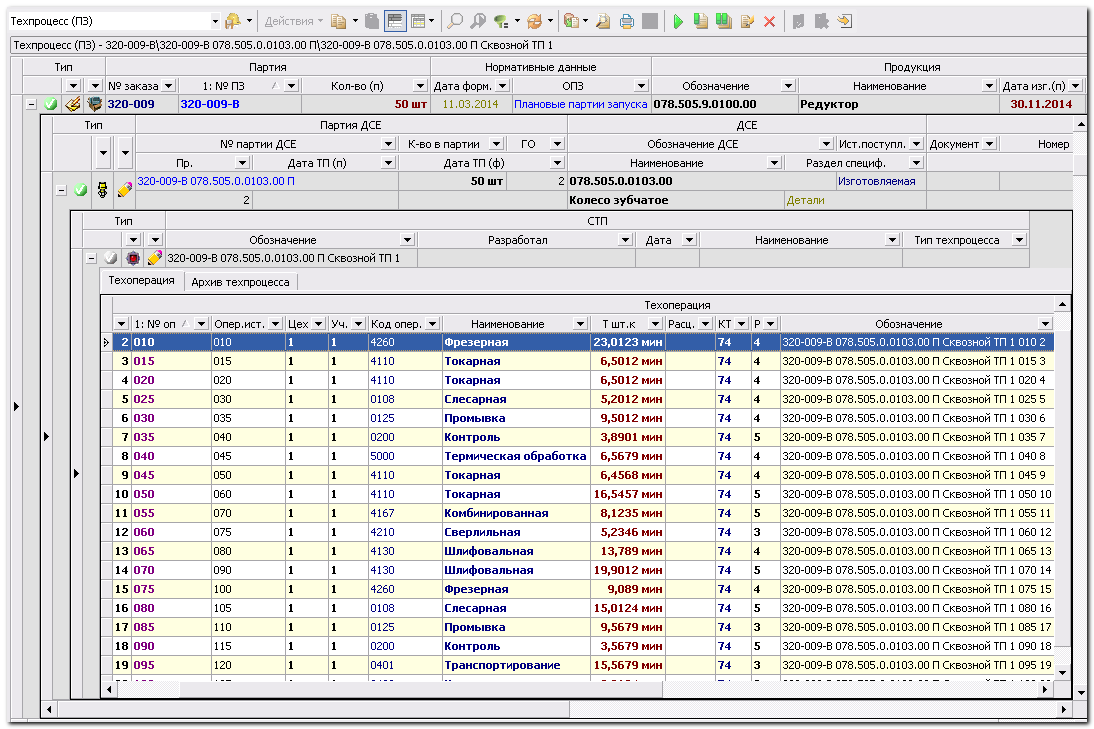 Техпроцесс (ПЗ) Действия
Техпроцесс (ПЗ) - 320-009-В\320-009-В 078.505.0.0103.00 П\320-009-В 078.505.0.0103.00 П Сквозной ТП 1
Тип Партия Нормативные данные Продукция
№ заказа 1: № ПЗ Кол-во (п) Дата форм. ОПЗ Обозначение Наименование Дата изг.(п)
320-009 320-009-В 50 шт 11.03.2014 Плановые партии запуска 078.505.9.0100.00 Редуктор 30.11.2014
Тип Партия ДСЕ ДСЕ
№ партии ДСЕ К-во в партии ГО Обозначение ДСЕ Ист.поступл. Документ Номер
Пр. Дата ТП (п) Дата ТП (ф) Наименование Раздел специф.
320-009-В 078.505.0.0103.00 П 50 шт 2 078.505.0.0103.00 Изготовляемая
2 Колесо зубчатое Детали
Тип СТП
Обозначение Разработал Дата Наименование Тип техпроцесса
320-009-В 078.505.0.0103.00 П Сквозной ТП 1
Техоперация Архив техпроцесса
Техоперация
1: № оп Опер.ист. Цех Уч. Код опер. Наименование Т шт.к Расц. КТ Р Обозначение
2 010 010 1 1 4260 Фрезерная 23,0123 мин 74 4 320-009-В 078.505.0.0103.00 П Сквозной ТП 1 010 2
3 015 015 1 1 4110 Токарная 6,5012 мин 74 4 320-009-В 078.505.0.0103.00 П Сквозной ТП 1 015 3
4 020 020 1 1 4110 Токарная 6,5012 мин 74 4 320-009-В 078.505.0.0103.00 П Сквозной ТП 1 020 4
5 025 030 1 1 0108 Слесарная 5,2012 мин 74 4 320-009-В 078.505.0.0103.00 П Сквозной ТП 1 025 5
6 030 035 1 1 0125 Промывка 9,5012 мин 74 4 320-009-В 078.505.0.0103.00 П Сквозной ТП 1 030 6
7 035 040 1 1 0200 Контроль 3,8901 мин 74 5 320-009-В 078.505.0.0103.00 П Сквозной ТП 1 035 7
8 040 045 1 1 5000 Термическая обработка 6,5679 мин 74 4 320-009-В 078.505.0.0103.00 П Сквозной ТП 1 040 8
9 045 050 1 1 4110 Токарная 6,4568 мин 74 4 320-009-В 078.505.0.0103.00 П Сквозной ТП 1 045 9
10 050 060 1 1 4110 Токарная 16,5457 мин 74 5 320-009-В 078.505.0.0103.00 П Сквозной ТП 1 050 10
11 055 070 1 1 4167 Комбинированная 8,1235 мин 74 5 320-009-В 078.505.0.0103.00 П Сквозной ТП 1 055 11
12 060 075 1 1 4210 Сверлильная 5,2346 мин 74 3 320-009-В 078.505.0.0103.00 П Сквозной ТП 1 060 12
13 065 080 1 1 4130 Шлифовальная 13,789 мин 74 4 320-009-В 078.505.0.0103.00 П Сквозной ТП 1 065 13
14 070 090 1 1 4130 Шлифовальная 19,9012 мин 74 5 320-009-В 078.505.0.0103.00 П Сквозной ТП 1 070 14
15 075 100 1 1 4260 Фрезерная 9,089 мин 74 4 320-009-В 078.505.0.0103.00 П Сквозной ТП 1 075 15
16 080 105 1 1 0108 Слесарная 15,0124 мин 74 5 320-009-В 078.505.0.0103.00 П Сквозной ТП 1 080 16
17 085 110 1 1 0125 Промывка 9,5679 мин 74 3 320-009-В 078.505.0.0103.00 П Сквозной ТП 1 085 17
18 090 115 1 1 0200 Контроль 3,5679 мин 74 5 320-009-В 078.505.0.0103.00 П Сквозной ТП 1 090 18
19 095 120 1 1 0401 Транспортирование 15,5679 мин 74 3 320-009-В 078.505.0.0103.00 П Сквозной ТП 1 095 19